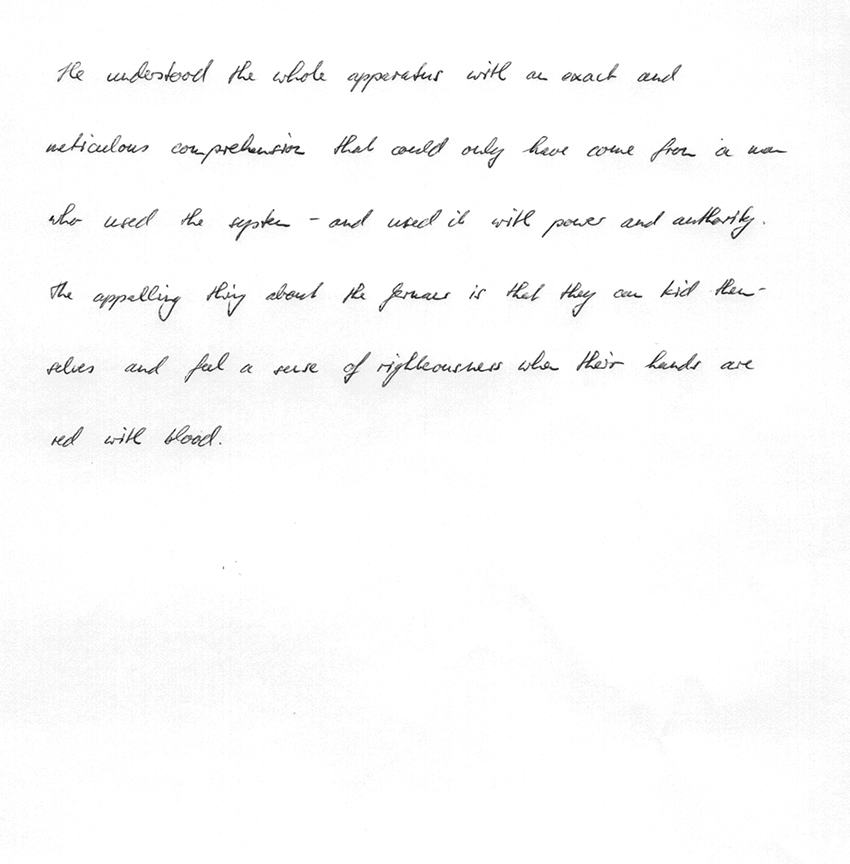 He understood the whole apparatus with an exact and
meticulous comprehension that could only have come from a man
who used the system - and used it with power and authority.
The appalling thing about the Germans is that they can kid them-
selves and feel a sense of righteousness when their hands are
red with blood.